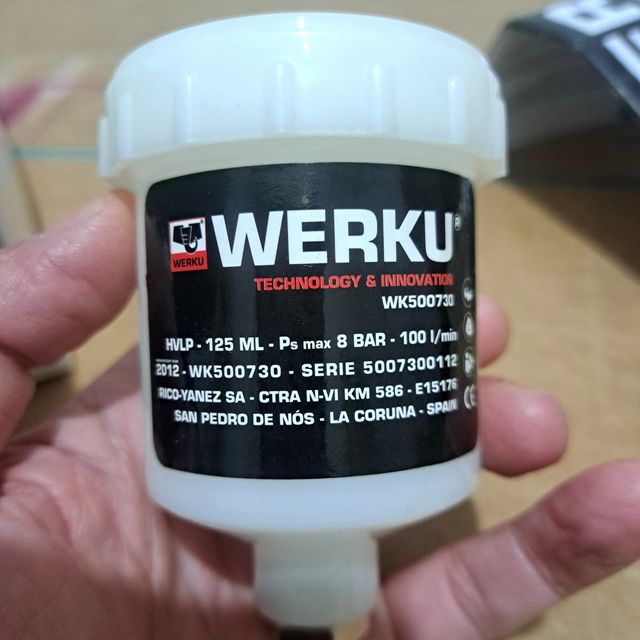 WERKU
WERKU®
TECHNOLOGY & INNOVATION
WK500730
HVLP - 125 ML - Ps max 8 BAR - 100 l/min
2012 - WK500730 - SERIE 5007300112
RICO-YANEZ SA - CTRA N-VI KM 586 - E15176
SAN PEDRO DE NÓS - LA CORUNA - SPAIN
CE